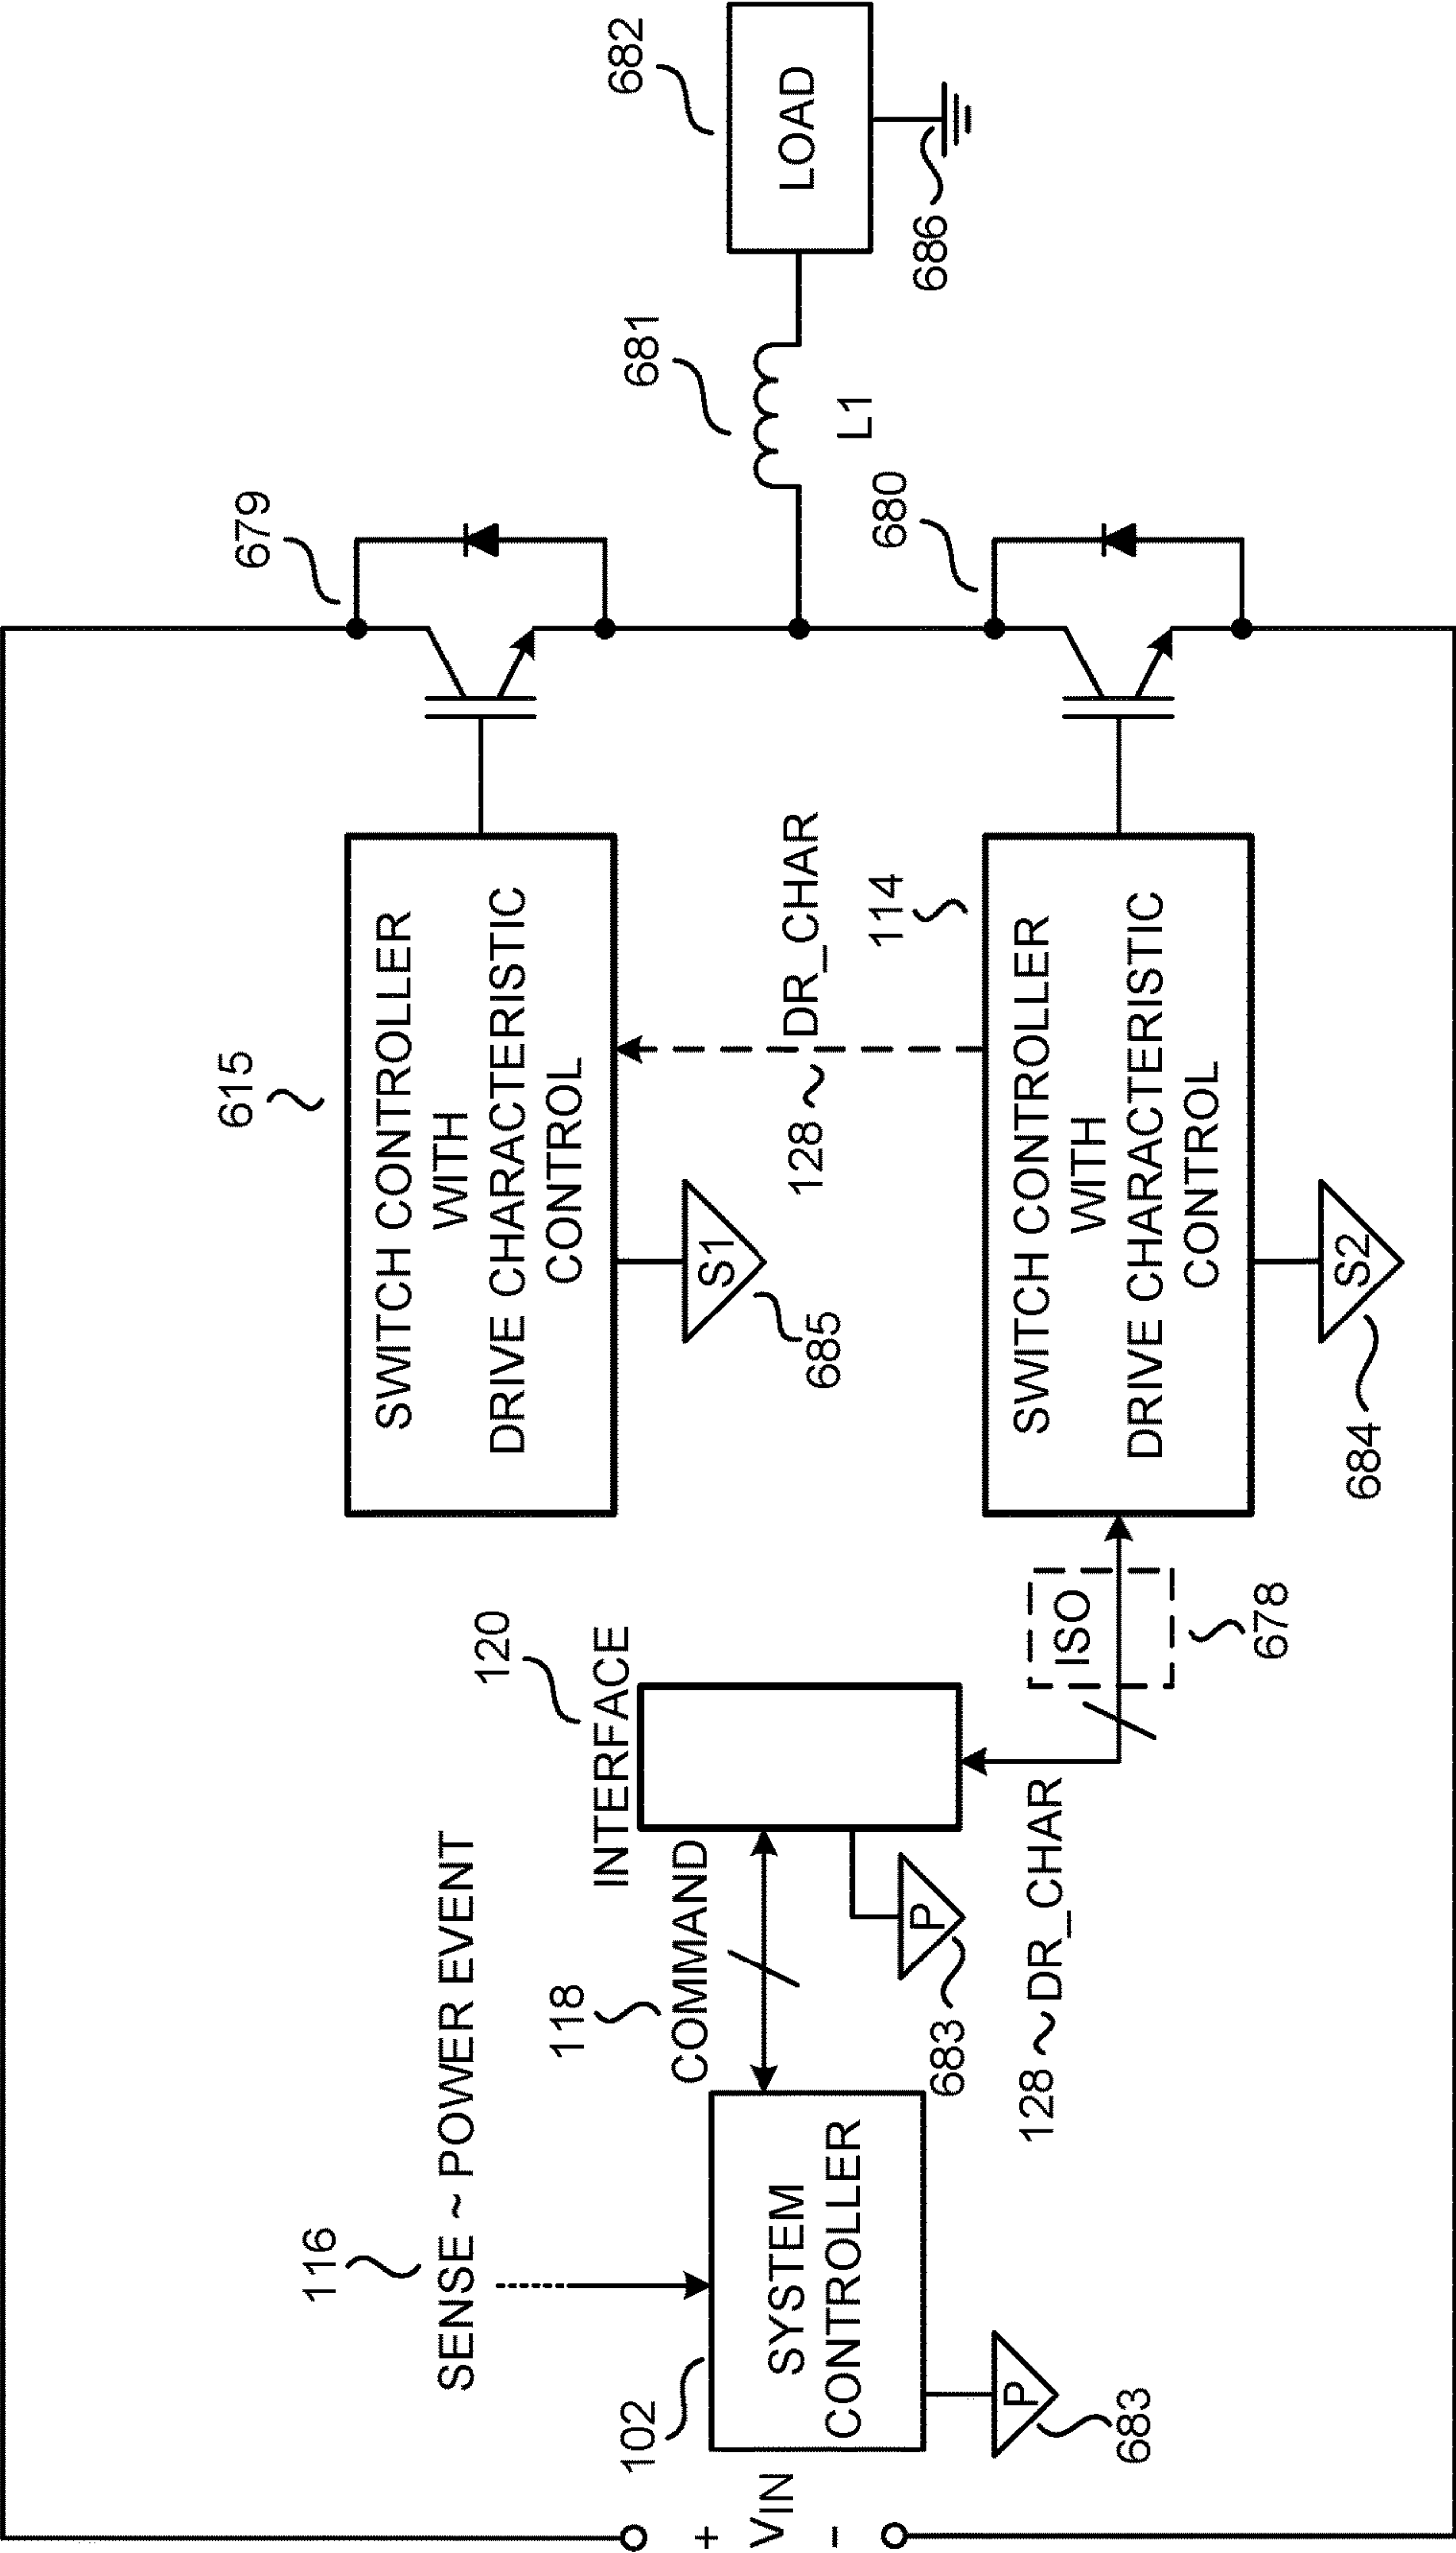 679
615
SWITCH CONTROLLER
WITH
DRIVE CHARACTERISTIC
CONTROL
S1
685
128 ~
DR_CHAR
116
SENSE ~ POWER EVENT
120
INTERFACE
118
COMMAND
P
683
102
SYSTEM
CONTROLLER
P
683
+
VIN
-
128 ~ DR_CHAR
ISO
678
114
SWITCH CONTROLLER
WITH
DRIVE CHARACTERISTIC
CONTROL
S2
684
680
681
L1
682
LOAD
686